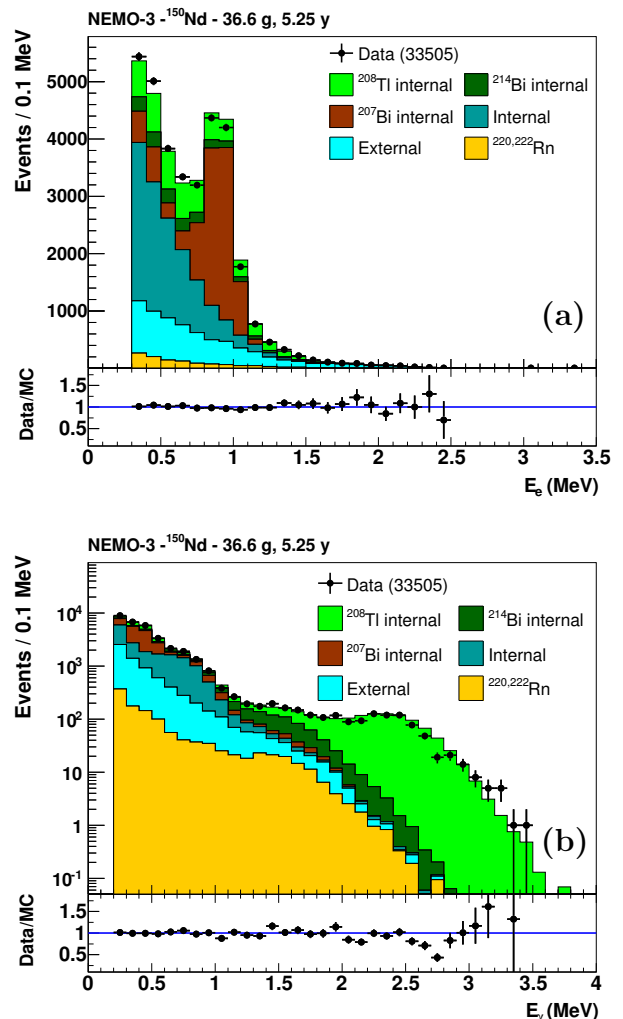 NEMO-3 -¹⁵⁰Nd - 36.6 g, 5.25 y
Events / 0.1 MeV
5000
4000
3000
2000
1000
Data (33505)
²⁰⁸Tl internal
²¹⁴Bi internal
²⁰⁷Bi internal
Internal
External
²²⁰,²²²Rn
(a)
Data/MC
1.5
1
0.5
0 0.5 1 1.5 2 2.5 3 3.5
E_e (MeV)
NEMO-3 -¹⁵⁰Nd - 36.6 g, 5.25 y
Events / 0.1 MeV
10⁴
10³
10²
10
1
10⁻¹
Data (33505)
²⁰⁸Tl internal
²¹⁴Bi internal
²⁰⁷Bi internal
Internal
External
²²⁰,²²²Rn
(b)
Data/MC
1.5
1
0.5
0 0.5 1 1.5 2 2.5 3 3.5 4
E_γ (MeV)